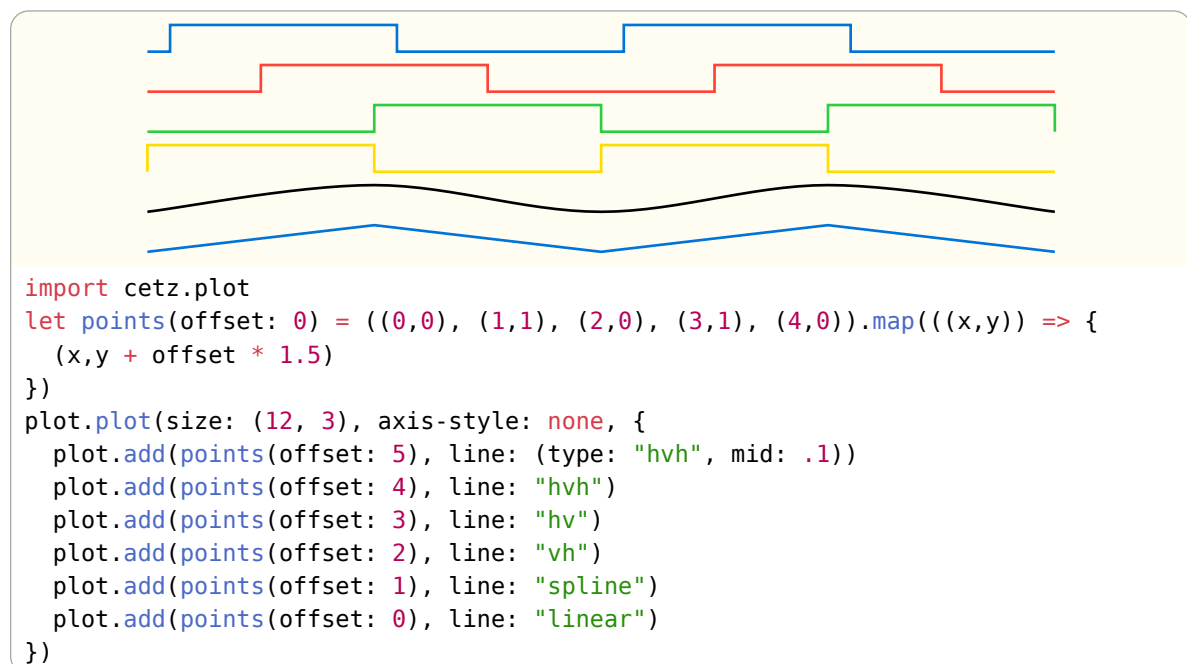 import cetz.plot
let points(offset: 0) = ((0,0), (1,1), (2,0), (3,1), (4,0)).map(((x,y)) => {
  (x,y + offset * 1.5)
})
plot.plot(size: (12, 3), axis-style: none, {
  plot.add(points(offset: 5), line: (type: "hvh", mid: .1))
  plot.add(points(offset: 4), line: "hvh")
  plot.add(points(offset: 3), line: "hv")
  plot.add(points(offset: 2), line: "vh")
  plot.add(points(offset: 1), line: "spline")
  plot.add(points(offset: 0), line: "linear")
})